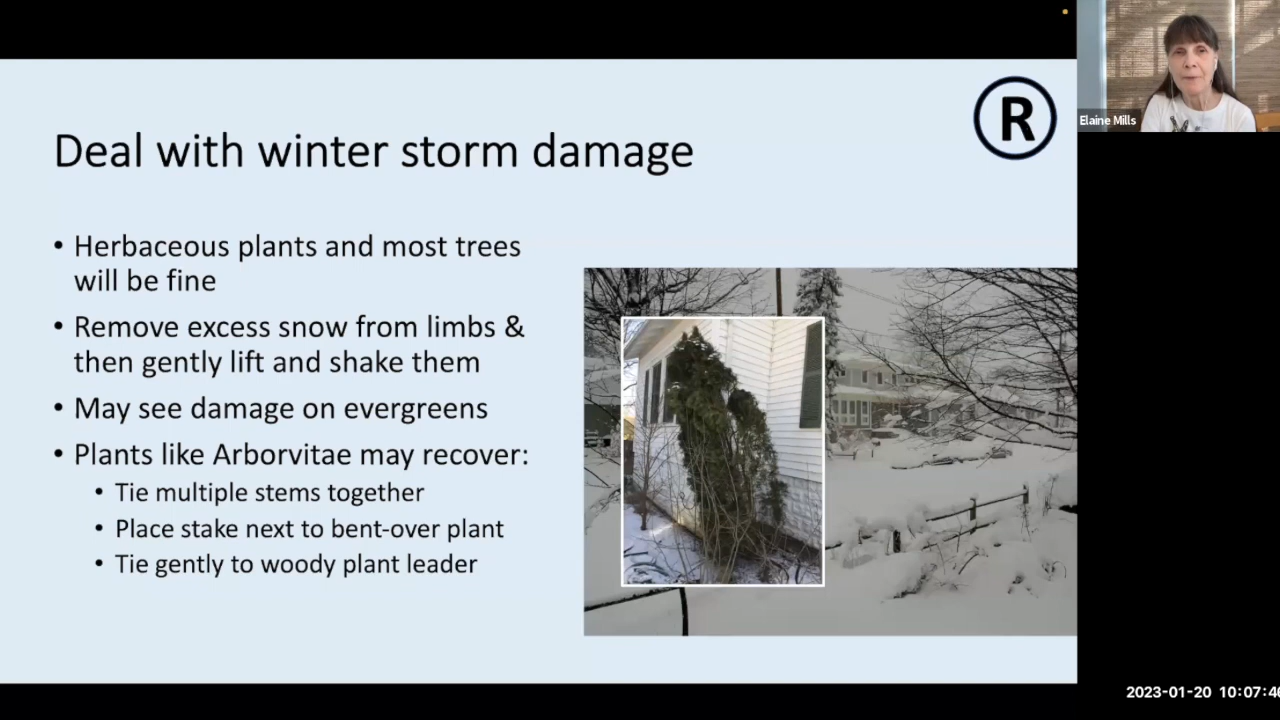 Deal with winter storm damage
R
Elaine Mills
• Herbaceous plants and most trees
will be fine
• Remove excess snow from limbs &
then gently lift and shake them
• May see damage on evergreens
• Plants like Arborvitae may recover:
• Tie multiple stems together
• Place stake next to bent-over plant
• Tie gently to woody plant leader
2023-01-20 10:07:46